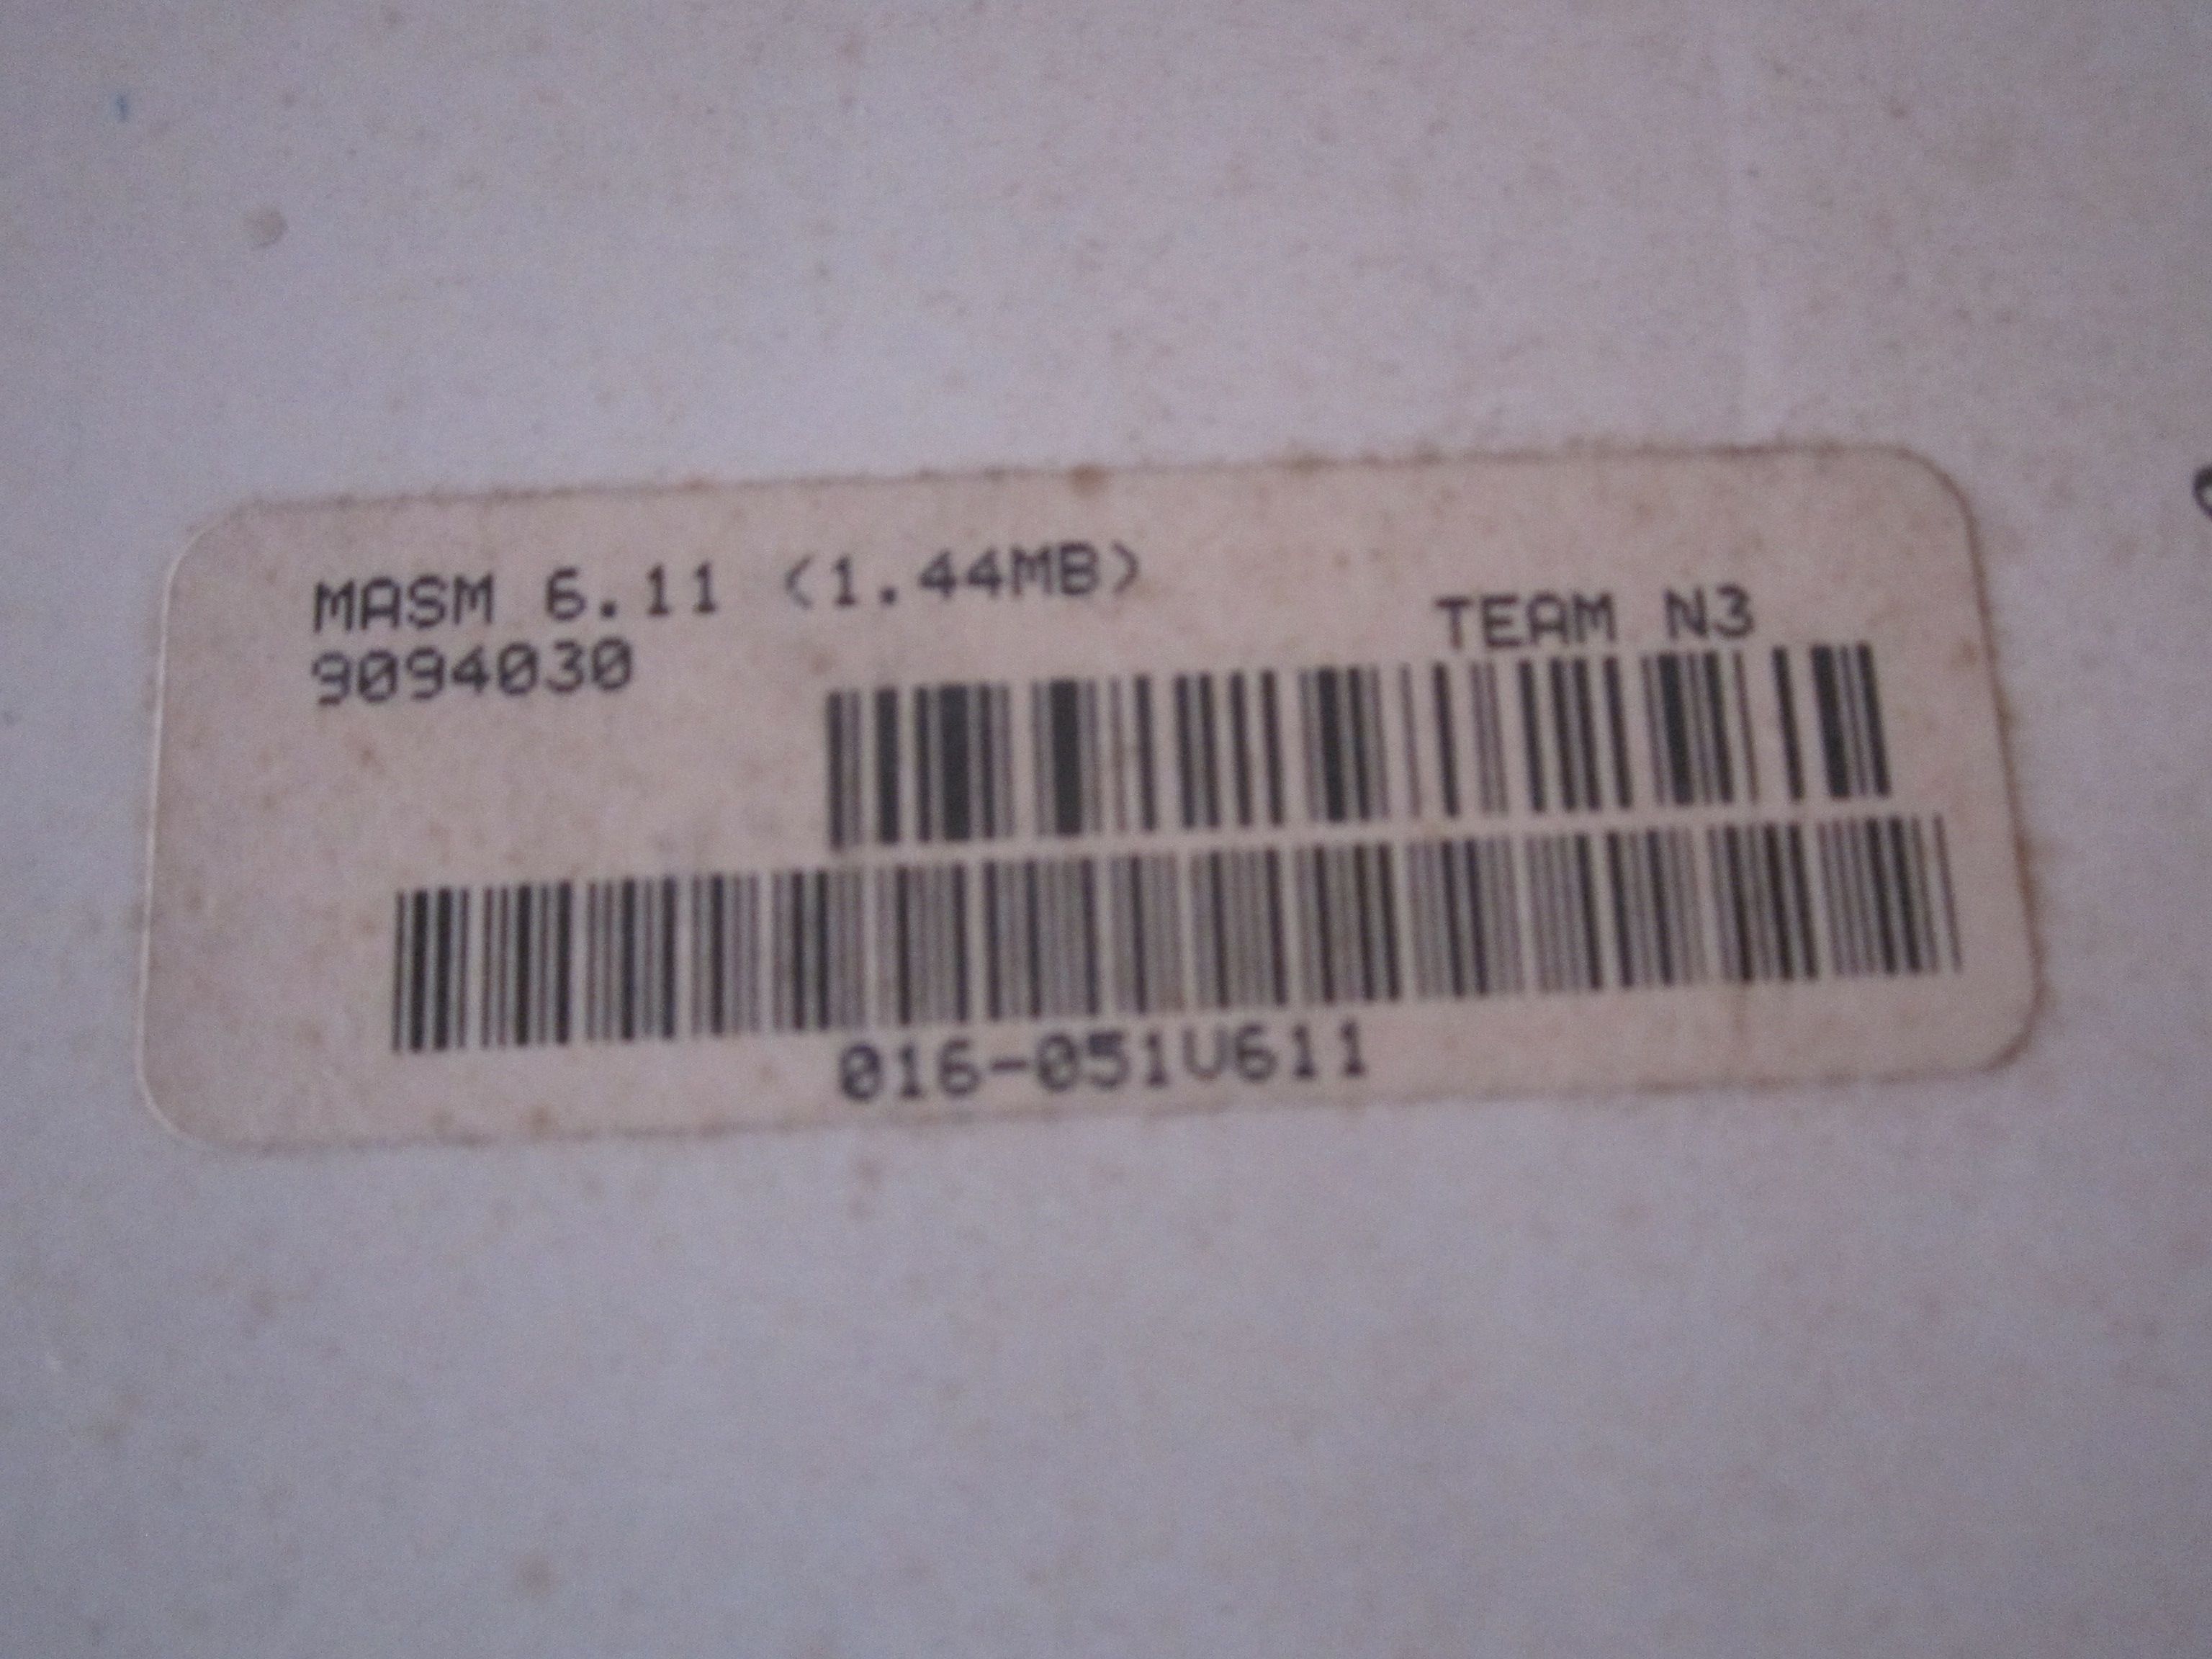 MASM 6.11 (1.44MB)
TEAM N3
9094030
016-051V611